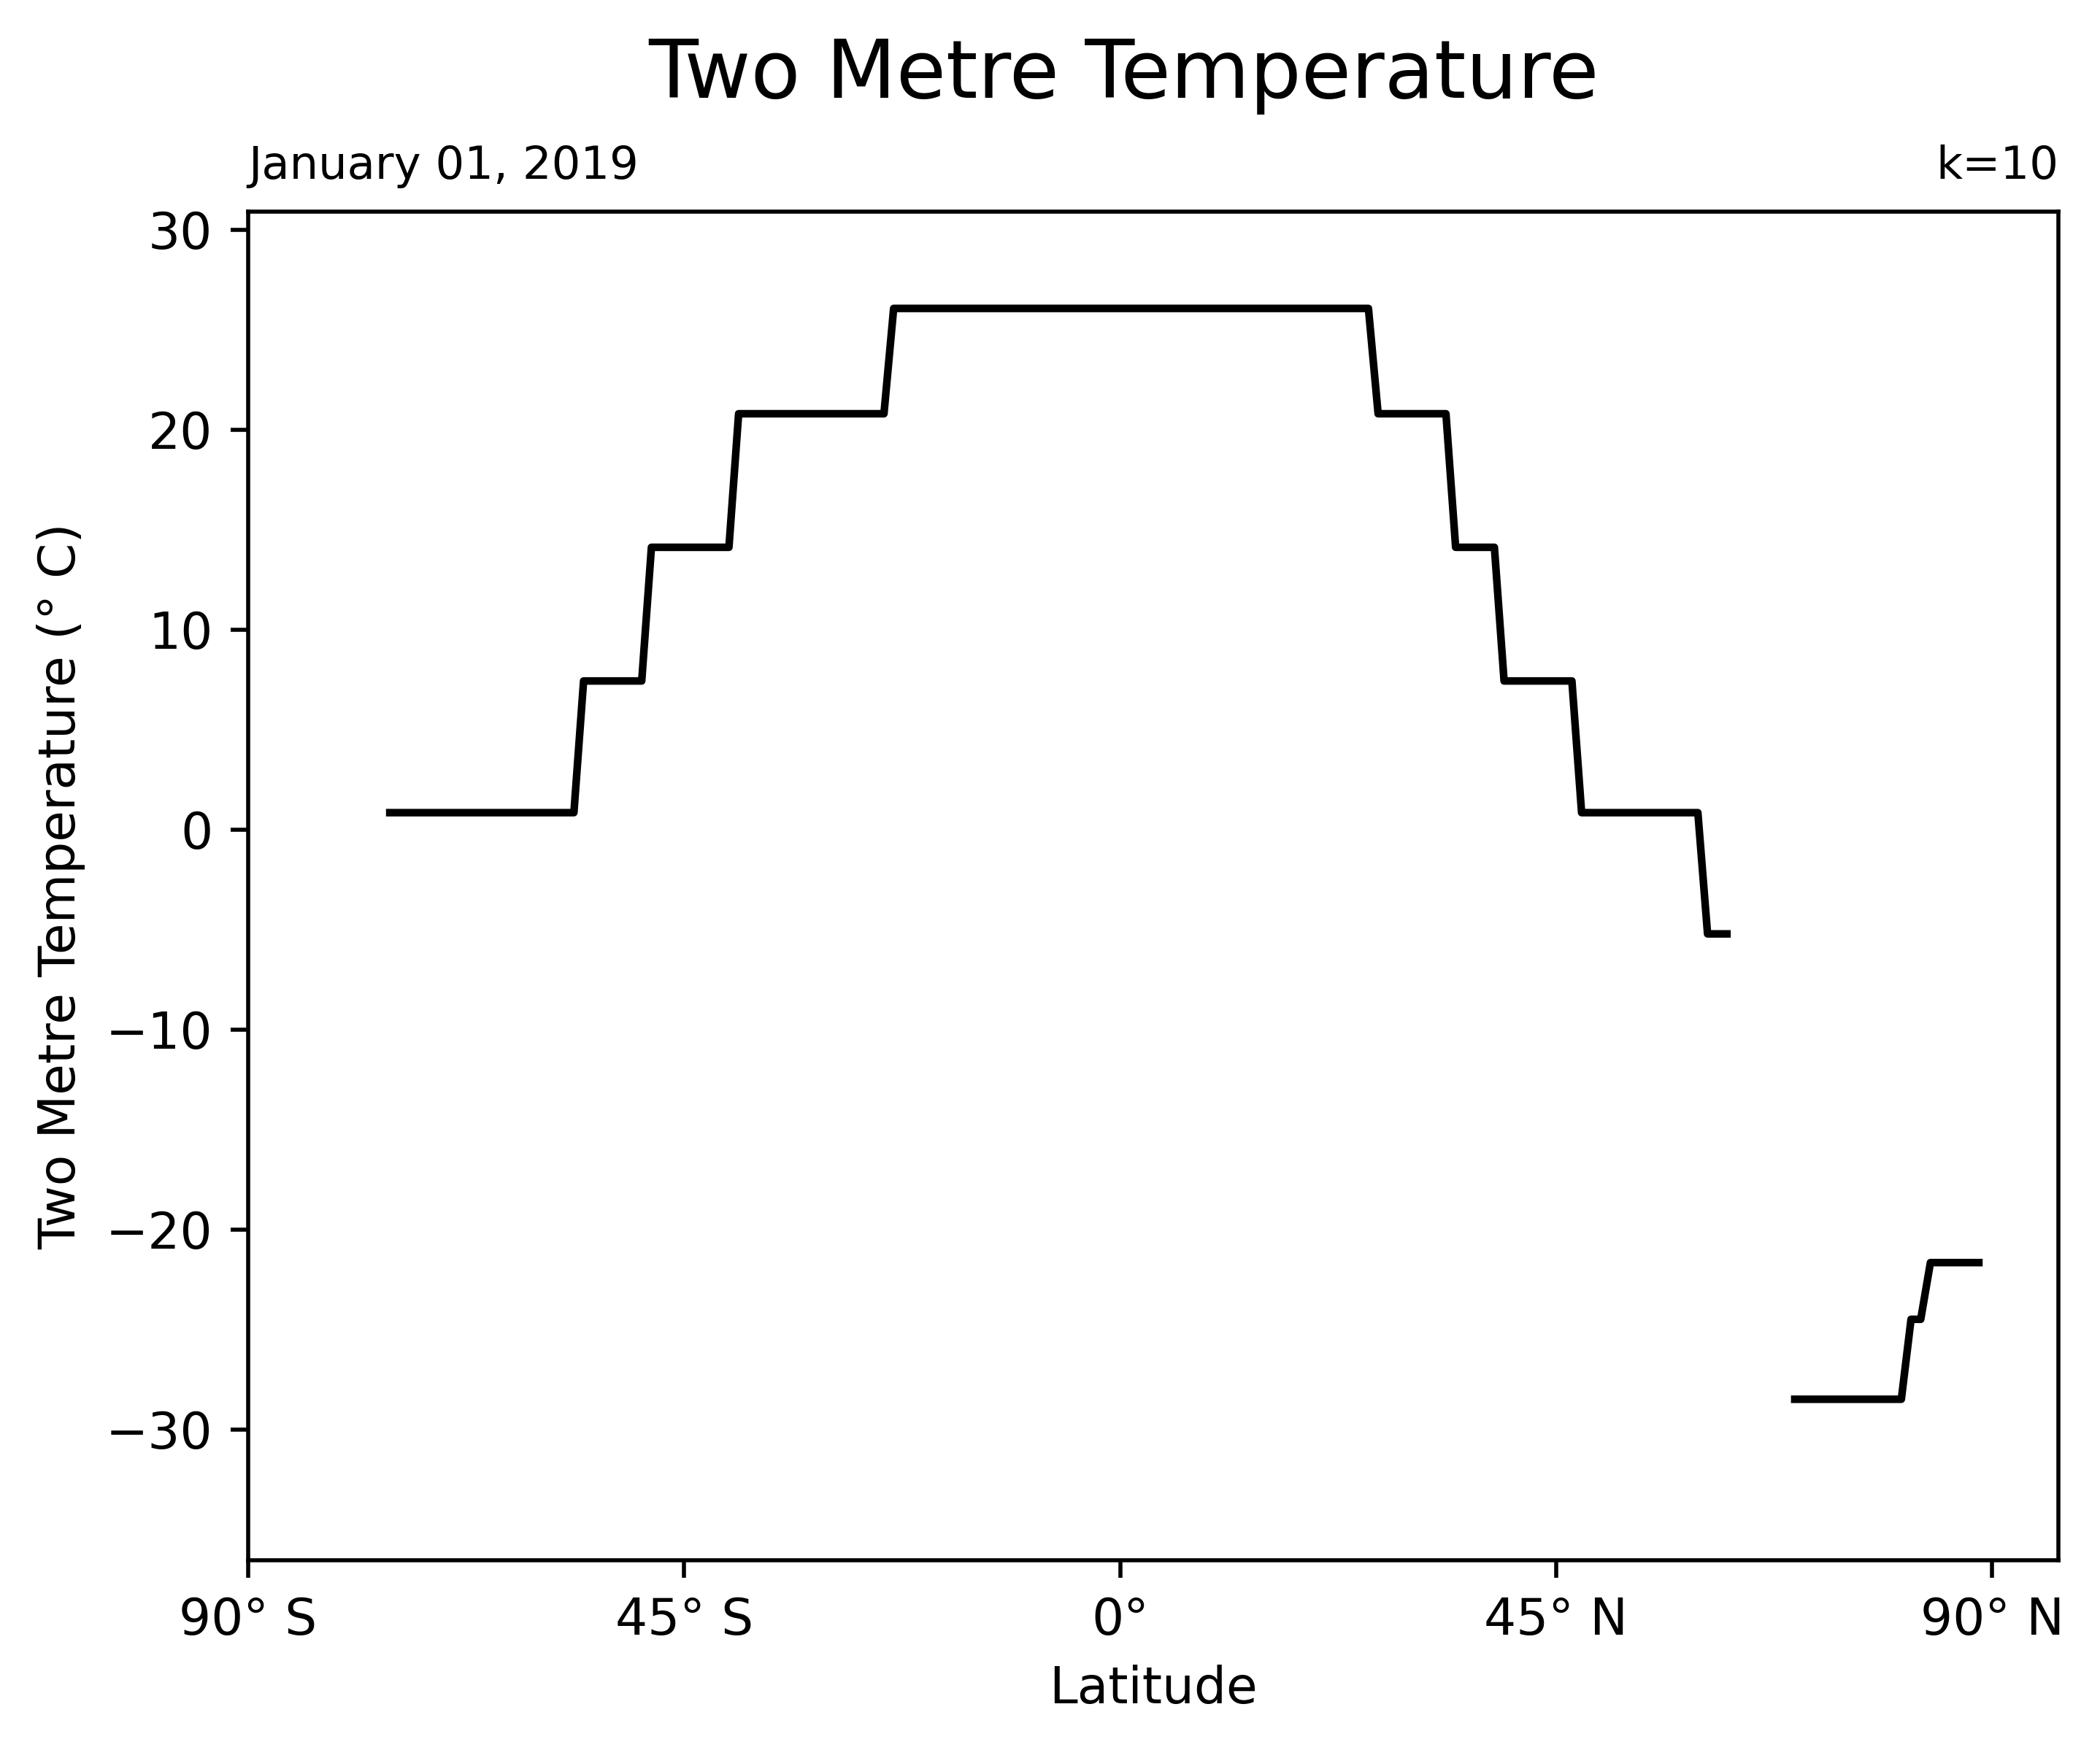 Two Metre Temperature
January 01, 2019
k=10
30
20
10
0
−10
−20
−30
Two Metre Temperature (° C)
90° S
45° S
0°
45° N
90° N
Latitude